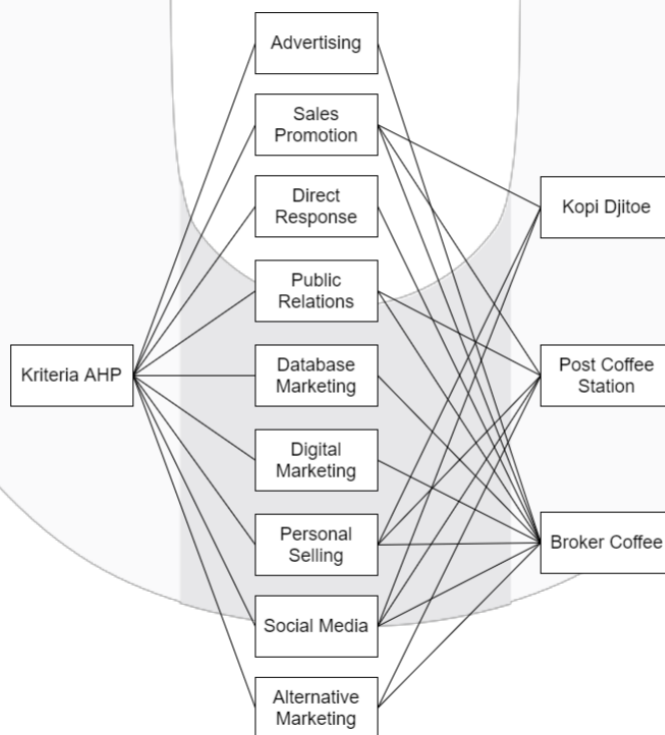 Advertising
Sales
Promotion
Direct
Response
Kopi Djitoe
Public
Relations
Kriteria AHP
Database
Marketing
Post Coffee
Station
Digital
Marketing
Personal
Selling
Broker Coffee
Social Media
Alternative
Marketing